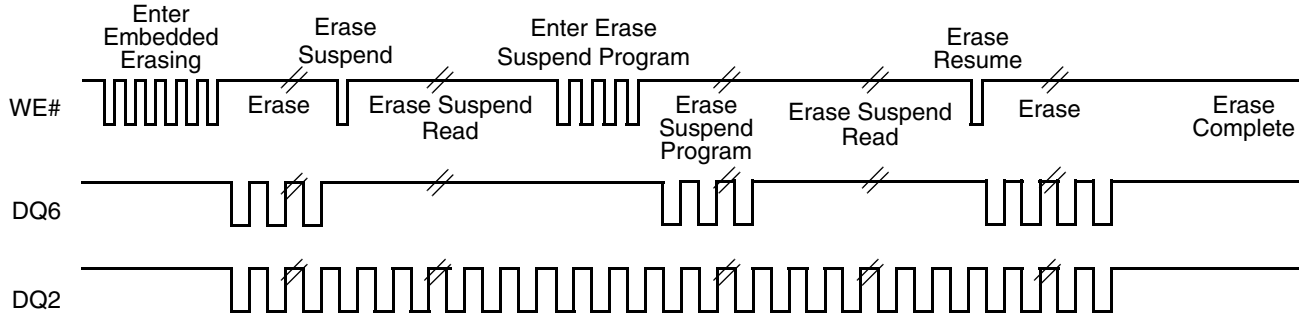 Enter
Embedded
Erasing
Erase
Suspend
Enter Erase
Suspend Program
Erase
Resume
WE#
Erase
Erase Suspend
Read
Erase
Suspend
Program
Erase Suspend
Read
Erase
Erase
Complete
DQ6
DQ2